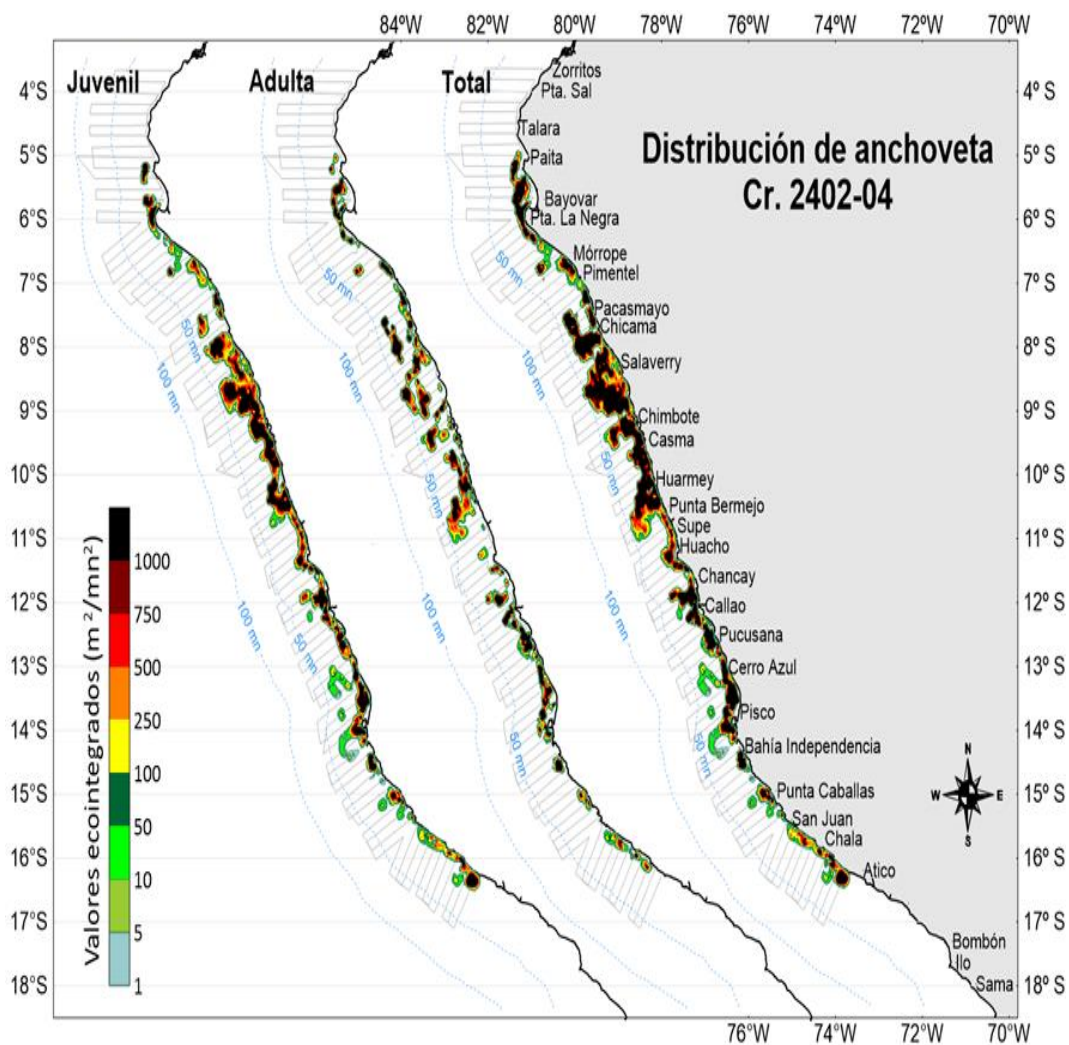 84°W 82°W 80°W 78°W 76°W 74°W 72°W 70°W
Juvenil Adulta Total
Distribución de anchoveta
Cr. 2402-04
4°S
5°S
6°S
7°S
8°S
9°S
10°S
11°S
12°S
13°S
14°S
15°S
16°S
17°S
18°S
Zorritos
Pta. Sal
Talara
Paita
Bayovar
Pta. La Negra
Mórrope
Pimentel
Pacasmayo
Chicama
Salaverry
Chimbote
Casma
Huarmey
Punta Bermejo
Supe
Huacho
Chancay
Callao
Pucusana
Cerro Azul
Pisco
Bahía Independencia
Punta Caballas
San Juan
Chala
Atico
Bombón
Ilo
Sama
4° S
5° S
6° S
7° S
8° S
9° S
10° S
11° S
12° S
13° S
14° S
15° S
16° S
17° S
18° S
50 mn
50 mn
50 mn
50 mn
100 mn
100 mn
100 mn
50 mn
50 mn
50 mn
100 mn
100 mn
100 mn
50 mn
50 mn
50 mn
Valores ecointegrados (m²/mn²)
1000
750
500
250
100
50
10
5
1
N
W E
S
76°W 74°W 72°W 70°W